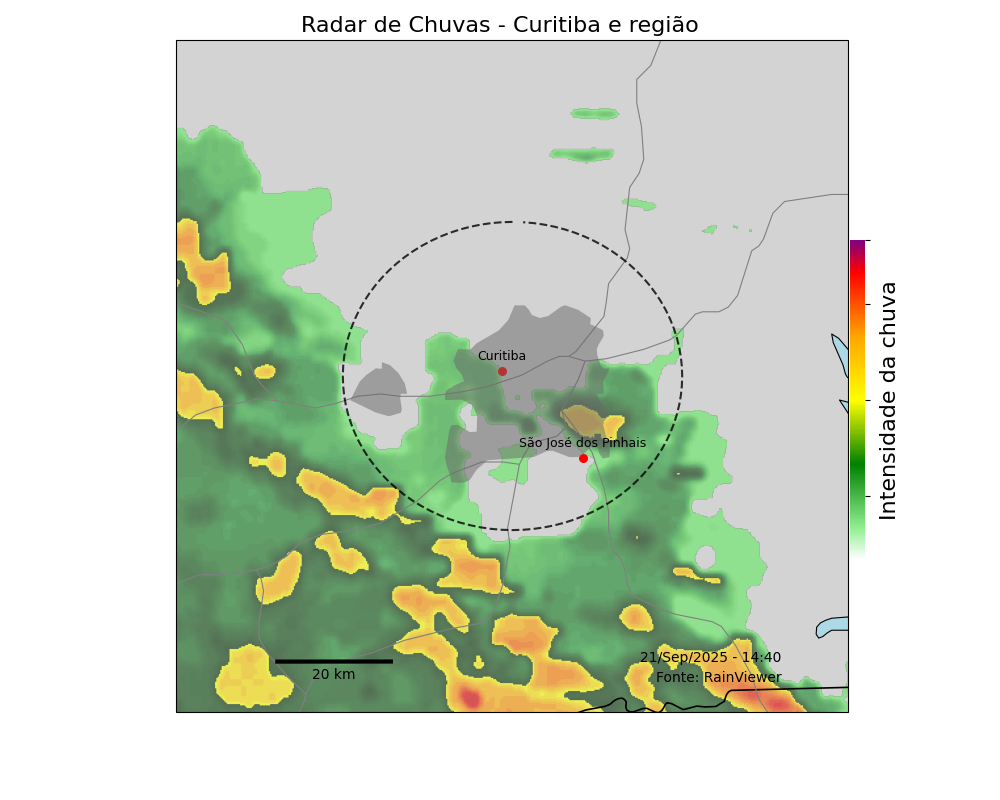 Radar de Chuvas - Curitiba e região
Curitiba
São José dos Pinhais
Intensidade da chuva
21/Sep/2025 - 14:40
Fonte: RainViewer
20 km